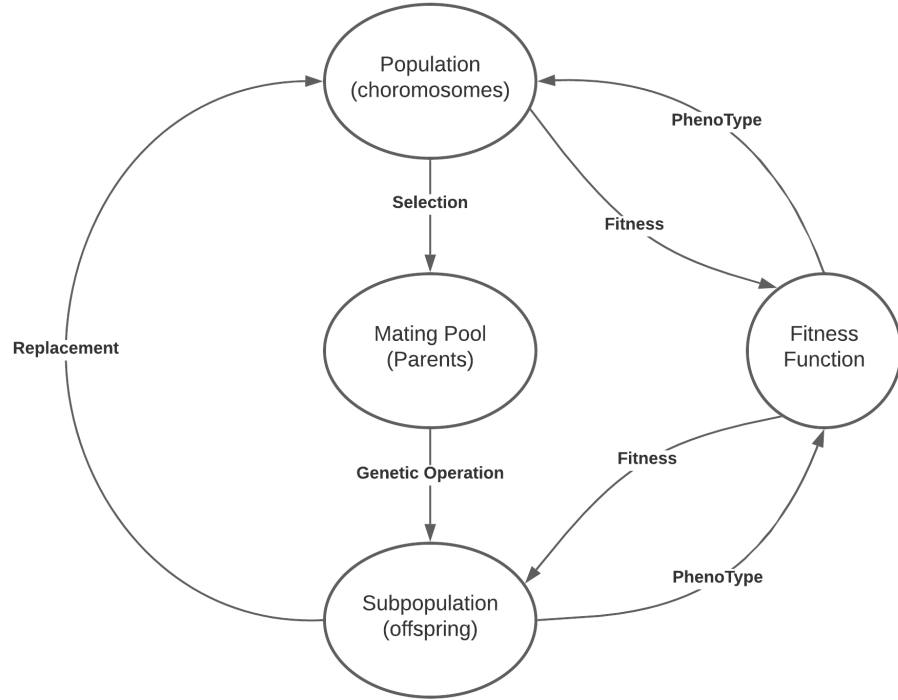 Population
(choromosomes)
PhenoType
Selection
Fitness
Mating Pool
(Parents)
Fitness
Function
Replacement
Fitness
Genetic Operation
PhenoType
Subpopulation
(offspring)